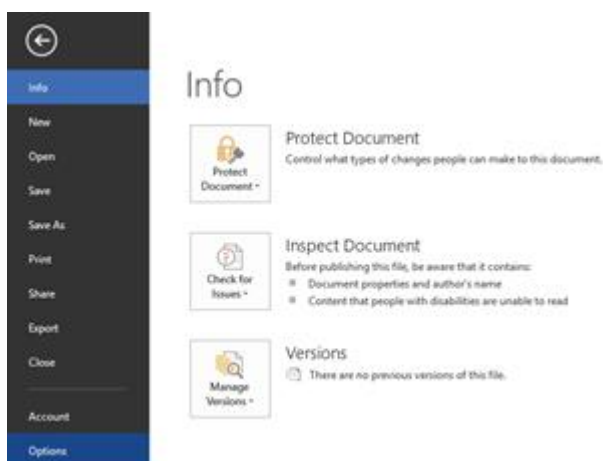 Info
New
Open
Save
Save As
Print
Share
Export
Close
Account
Options
Info
Protect Document
Control what types of changes people can make to this document.
Protect
Document
Inspect Document
Before publishing this file, be aware that it contains:
Document properties and author's name
Content that people with disabilities are unable to read
Check for
Issues
Versions
There are no previous versions of this file.
Manage
Versions